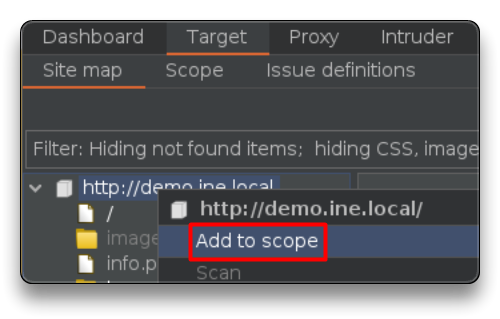 Dashboard Target Proxy Intruder
Site map Scope Issue definitions
Filter: Hiding not found items; hiding CSS, image
http://demo.ine.local
/
http://demo.ine.local/
image
Add to scope
info.p
Scan